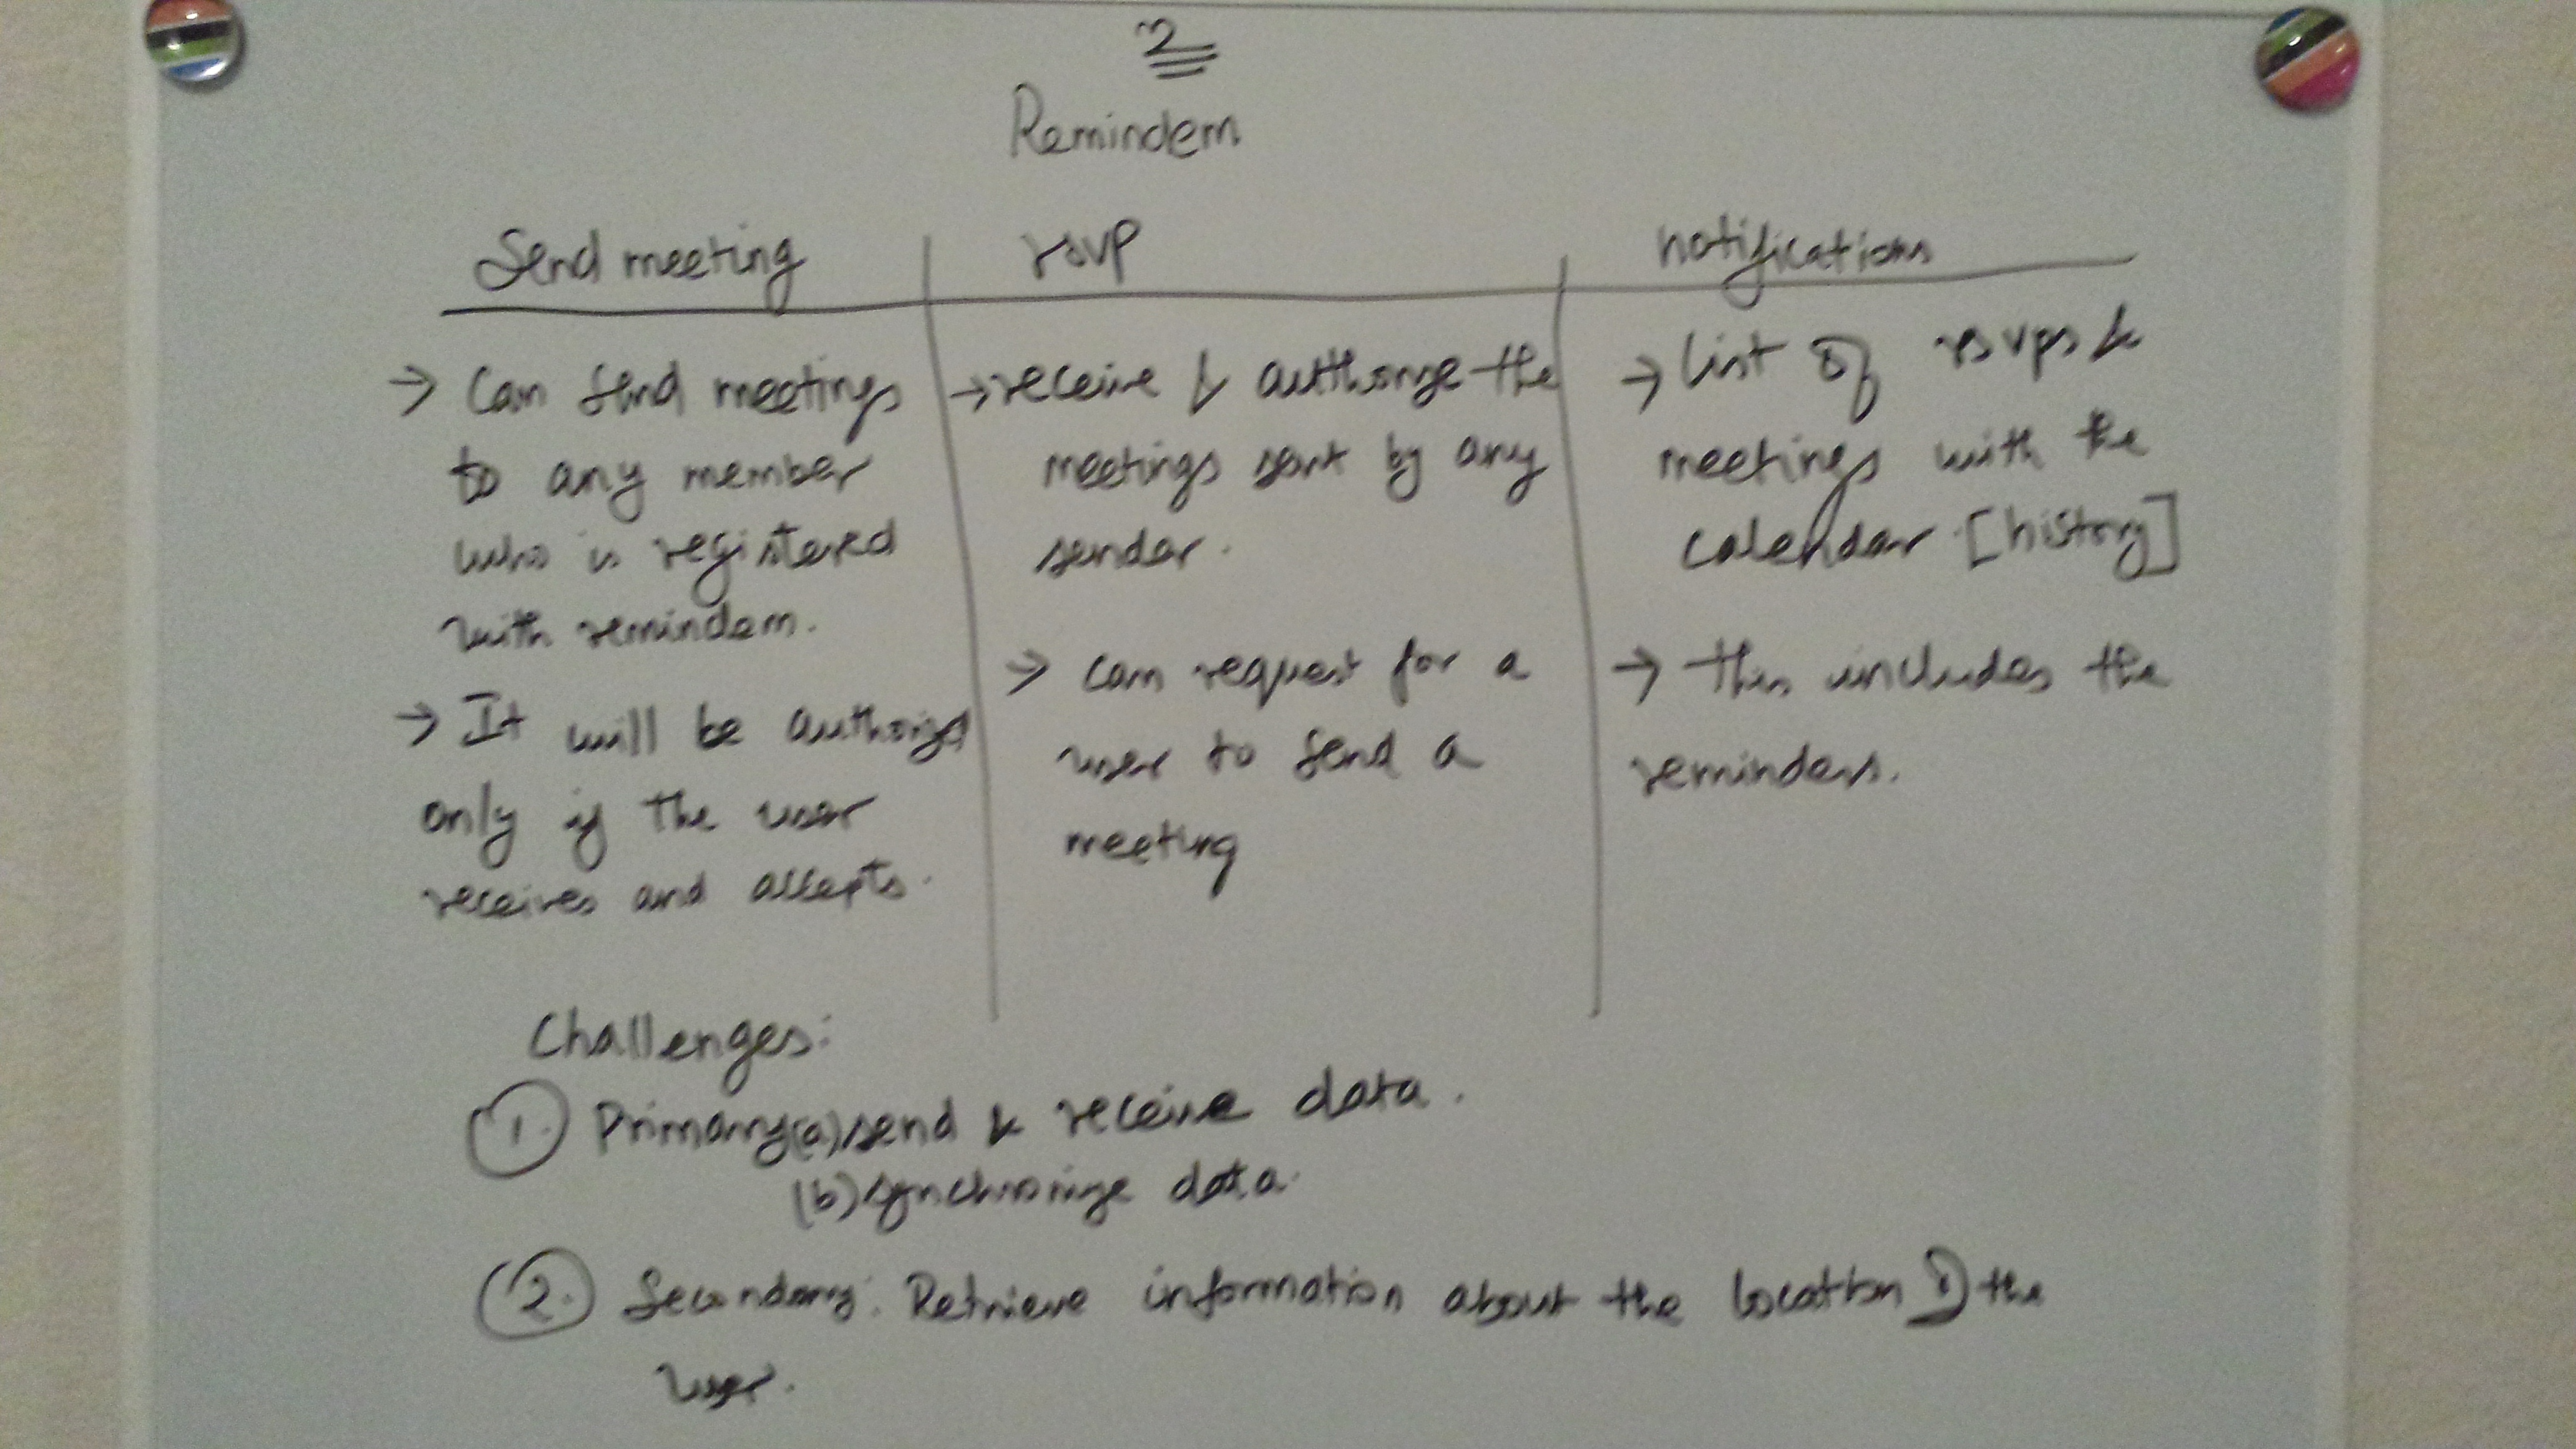 2
Remindem
Send meeting
→ Can send meetings
to any member
who is registered
with remindem.
→ It will be authorized
only if the user
receives and accepts.
rsvp
→ receive & authorize the
meetings sent by any
sender.
→ can request for a
user to send a
meeting
notifications
→ list of rsvps &
meetings with the
calendar [history]
→ this includes the
reminders.
Challenges:
1. Primary (a) send & receive data.
(b) synchronize data.
2. Secondary: Retrieve information about the location of the
user.